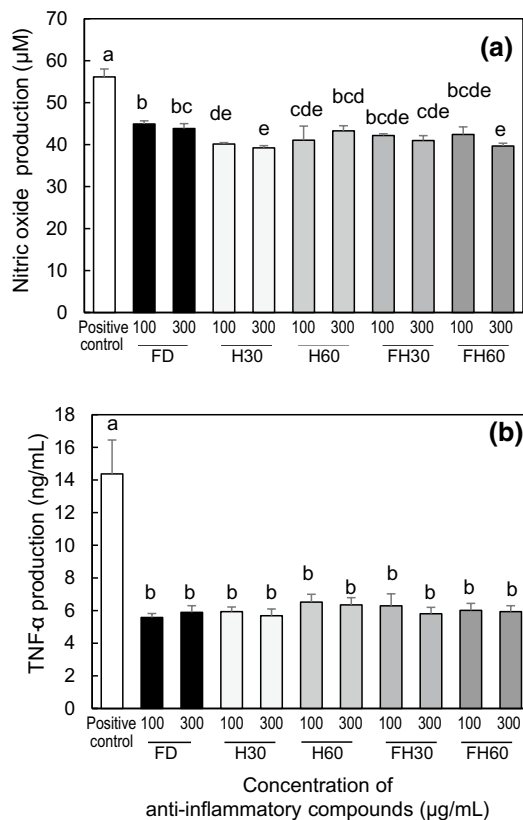 (a)
Nitric oxide production (µM)
70
60
50
40
30
20
10
0
a
b
bc
de
e
cde
bcd
bcde
cde
bcde
e
Positive control
100 300 100 300 100 300 100 300 100 300
FD H30 H60 FH30 FH60
(b)
TNF-α production (ng/mL)
18
16
14
12
10
8
6
4
2
0
a
b b b b b b b b b b
Positive control
100 300 100 300 100 300 100 300 100 300
FD H30 H60 FH30 FH60
Concentration of
anti-inflammatory compounds (µg/mL)